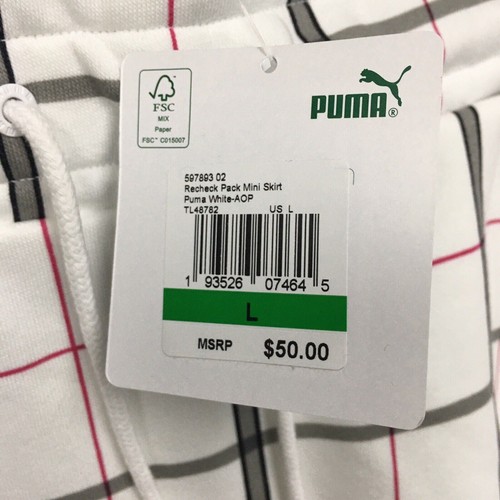 FSC
MIX
Paper
FSC™ C015007
PUMA®
597893 02
Recheck Pack Mini Skirt
Puma White-AOP
TL48782 US L
1 93526 07464 5
L
MSRP $50.00